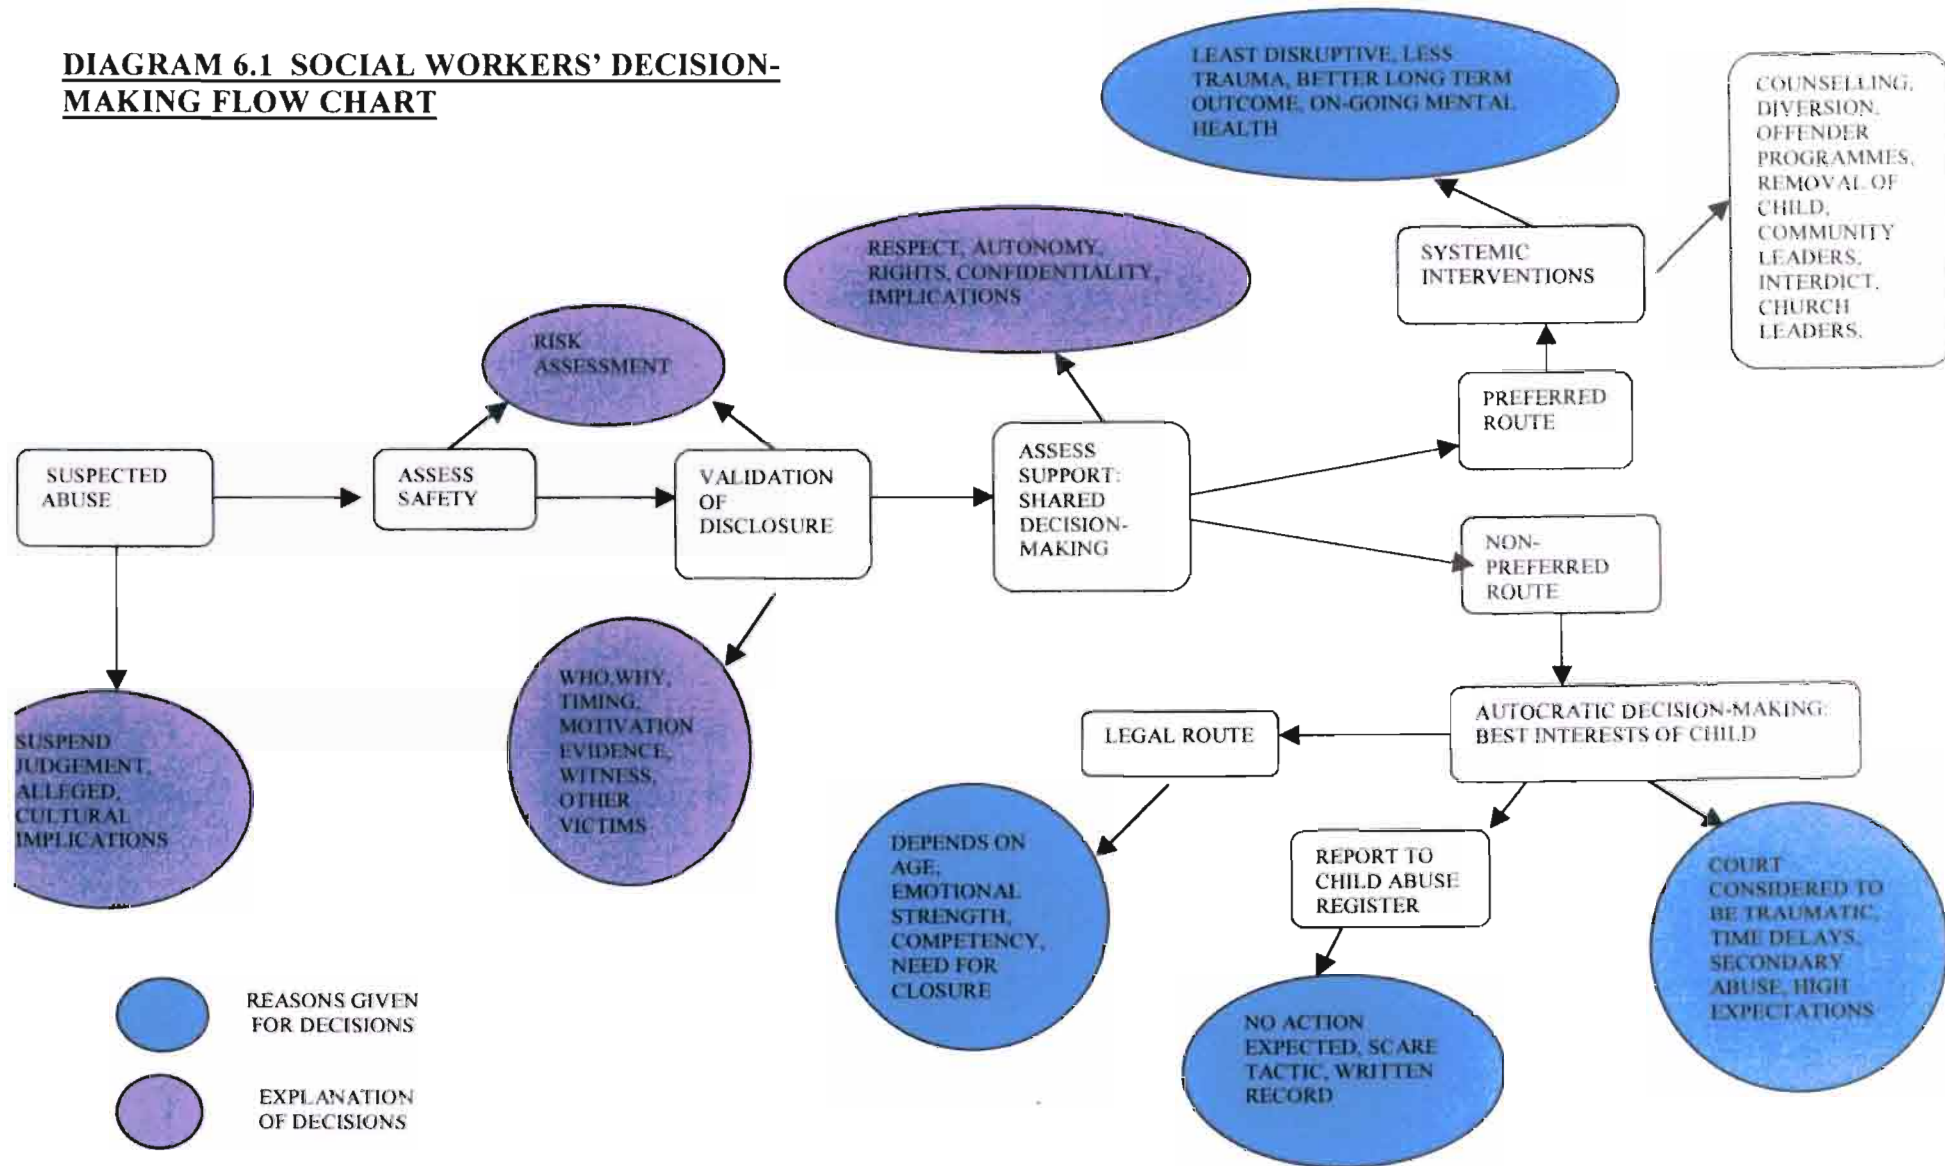 DIAGRAM 6.1 SOCIAL WORKERS' DECISION-
MAKING FLOW CHART
LEAST DISRUPTIVE, LESS
TRAUMA, BETTER LONG TERM
OUTCOME, ON-GOING MENTAL
HEALTH
COUNSELLING,
DIVERSION,
OFFENDER
PROGRAMMES,
REMOVAL OF
CHILD,
COMMUNITY
LEADERS,
INTERDICT,
CHURCH
LEADERS,
RESPECT, AUTONOMY,
RIGHTS, CONFIDENTIALITY,
IMPLICATIONS
SYSTEMIC
INTERVENTIONS
RISK
ASSESSMENT
PREFERRED
ROUTE
SUSPECTED
ABUSE
ASSESS
SAFETY
VALIDATION
OF
DISCLOSURE
ASSESS
SUPPORT:
SHARED
DECISION-
MAKING
NON-
PREFERRED
ROUTE
SUSPEND
JUDGEMENT,
ALLEGED,
CULTURAL
IMPLICATIONS
WHO,WHY,
TIMING,
MOTIVATION
EVIDENCE,
WITNESS,
OTHER
VICTIMS
LEGAL ROUTE
AUTOCRATIC DECISION-MAKING:
BEST INTERESTS OF CHILD
DEPENDS ON
AGE,
EMOTIONAL
STRENGTH,
COMPETENCY,
NEED FOR
CLOSURE
REPORT TO
CHILD ABUSE
REGISTER
COURT
CONSIDERED TO
BE TRAUMATIC,
TIME DELAYS,
SECONDARY
ABUSE, HIGH
EXPECTATIONS
NO ACTION
EXPECTED, SCARE
TACTIC, WRITTEN
RECORD
REASONS GIVEN
FOR DECISIONS
EXPLANATION
OF DECISIONS